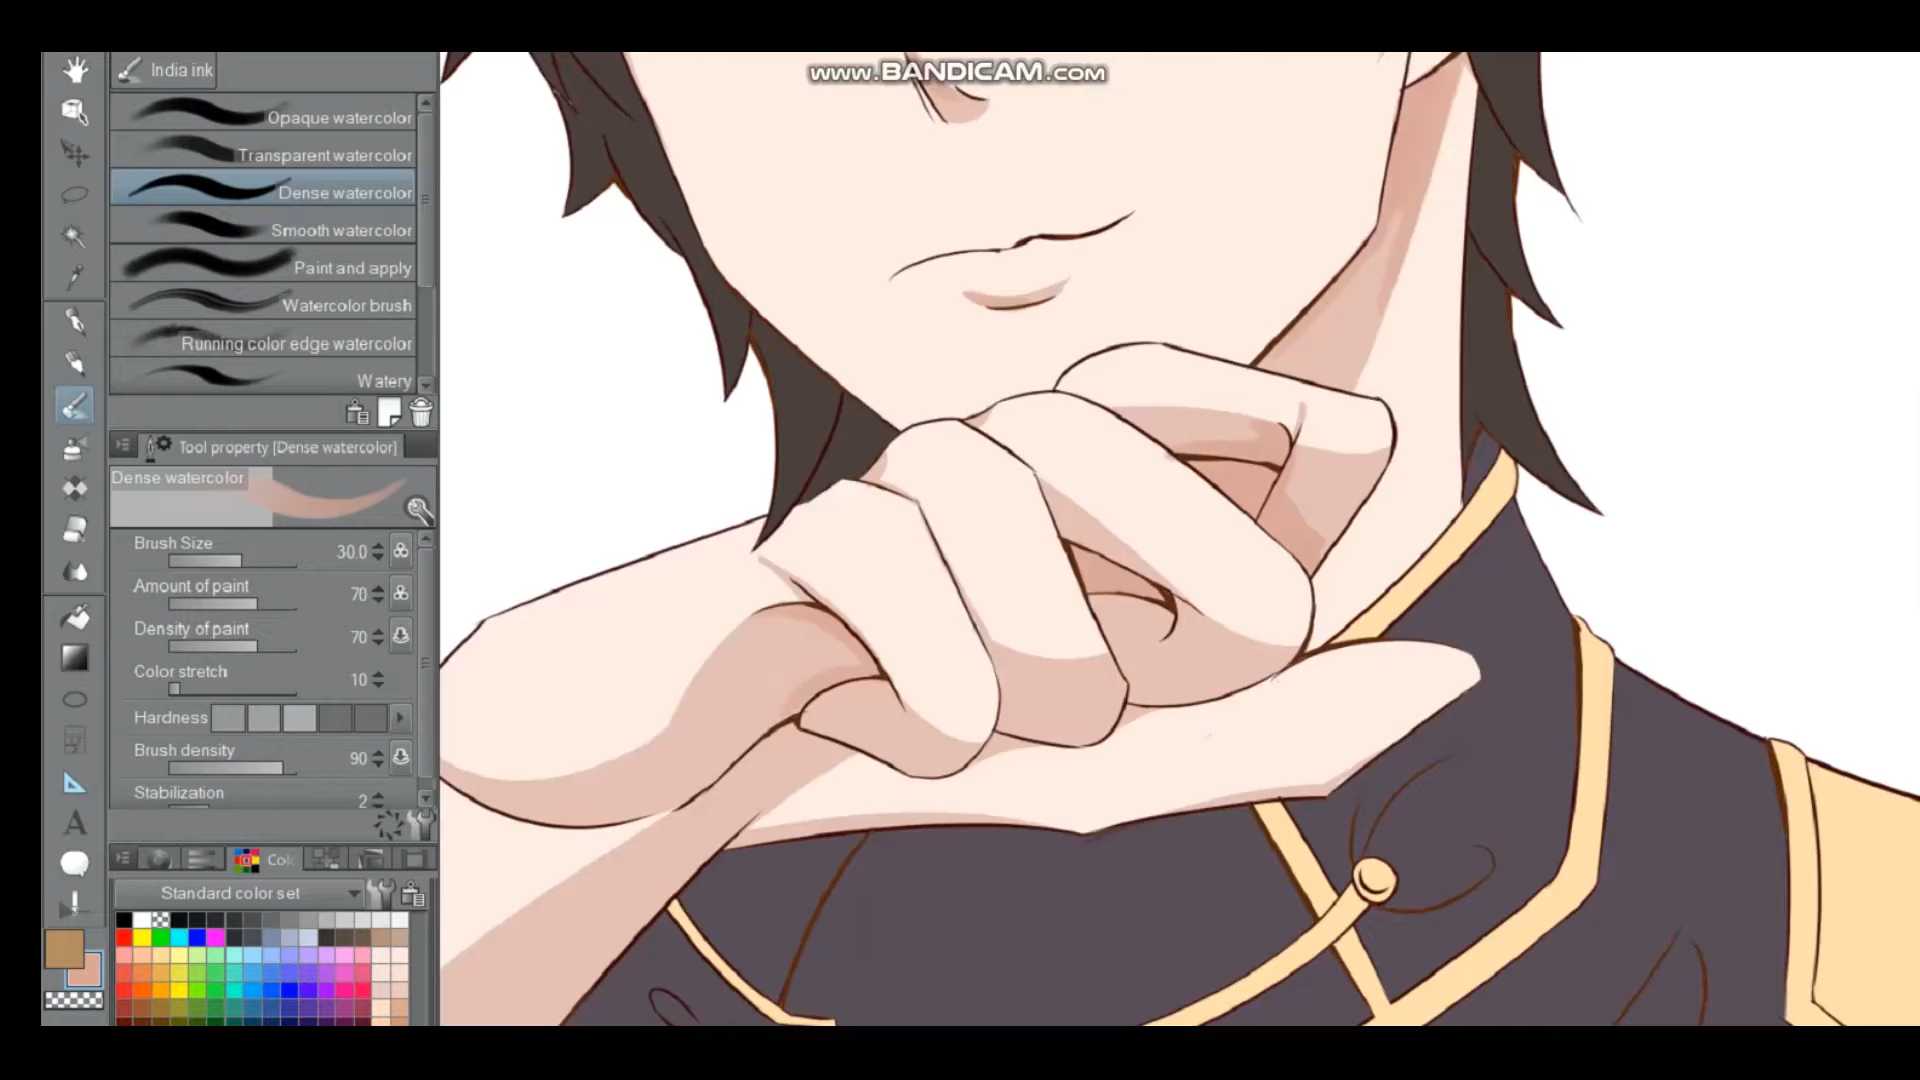 www.BANDICAM.com
India ink
Opaque watercolor
Transparent watercolor
Dense watercolor
Smooth watercolor
Paint and apply
Watercolor brush
Running color edge watercolor
Watery
Tool property [Dense watercolor]
Dense watercolor
Brush Size 30.0
Amount of paint 70
Density of paint 70
Color stretch 10
Hardness
Brush density 90
Stabilization 2
Standard color set